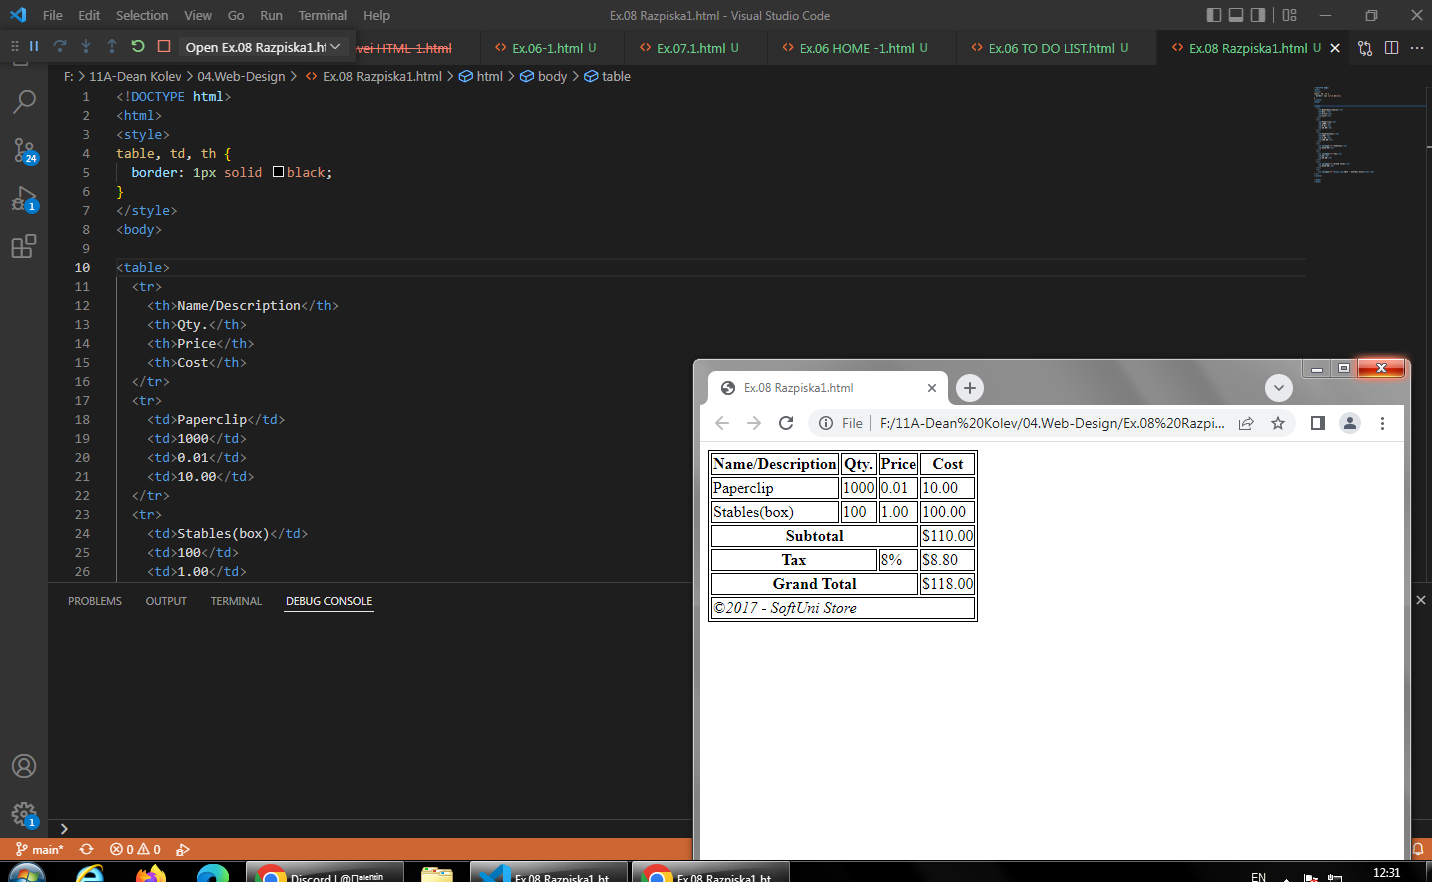 File Edit Selection View Go Run Terminal Help
Ex.08 Razpiska1.html - Visual Studio Code
Open Ex.08 Razpiska1.ht
vei HTML-1.html
Ex.06-1.html U
Ex.07.1.html U
Ex.06 HOME -1.html U
Ex.06 TO DO LIST.html U
Ex.08 Razpiska1.html U
F: > 11A-Dean Kolev > 04.Web-Design > Ex.08 Razpiska1.html > html > body > table
1 <!DOCTYPE html>
2 <html>
3 <style>
4 table, td, th {
5 border: 1px solid black;
6 }
7 </style>
8 <body>
9
10 <table>
11 <tr>
12 <th>Name/Description</th>
13 <th>Qty.</th>
14 <th>Price</th>
15 <th>Cost</th>
16 </tr>
17 <tr>
18 <td>Paperclip</td>
19 <td>1000</td>
20 <td>0.01</td>
21 <td>10.00</td>
22 </tr>
23 <tr>
24 <td>Stables(box)</td>
25 <td>100</td>
26 <td>1.00</td>
24
1
PROBLEMS OUTPUT TERMINAL DEBUG CONSOLE
1
main*
0 0
Ex.08 Razpiska1.html
File F:/11A-Dean%20Kolev/04.Web-Design/Ex.08%20Razpi...
Name/Description Qty. Price Cost
Paperclip 1000 0.01 10.00
Stables(box) 100 1.00 100.00
Subtotal $110.00
Tax 8% $8.80
Grand Total $118.00
©2017 - SoftUni Store
Discord | @
Ex.08 Razpiska1.ht...
Ex.08 Razpiska1.ht...
EN
12:31